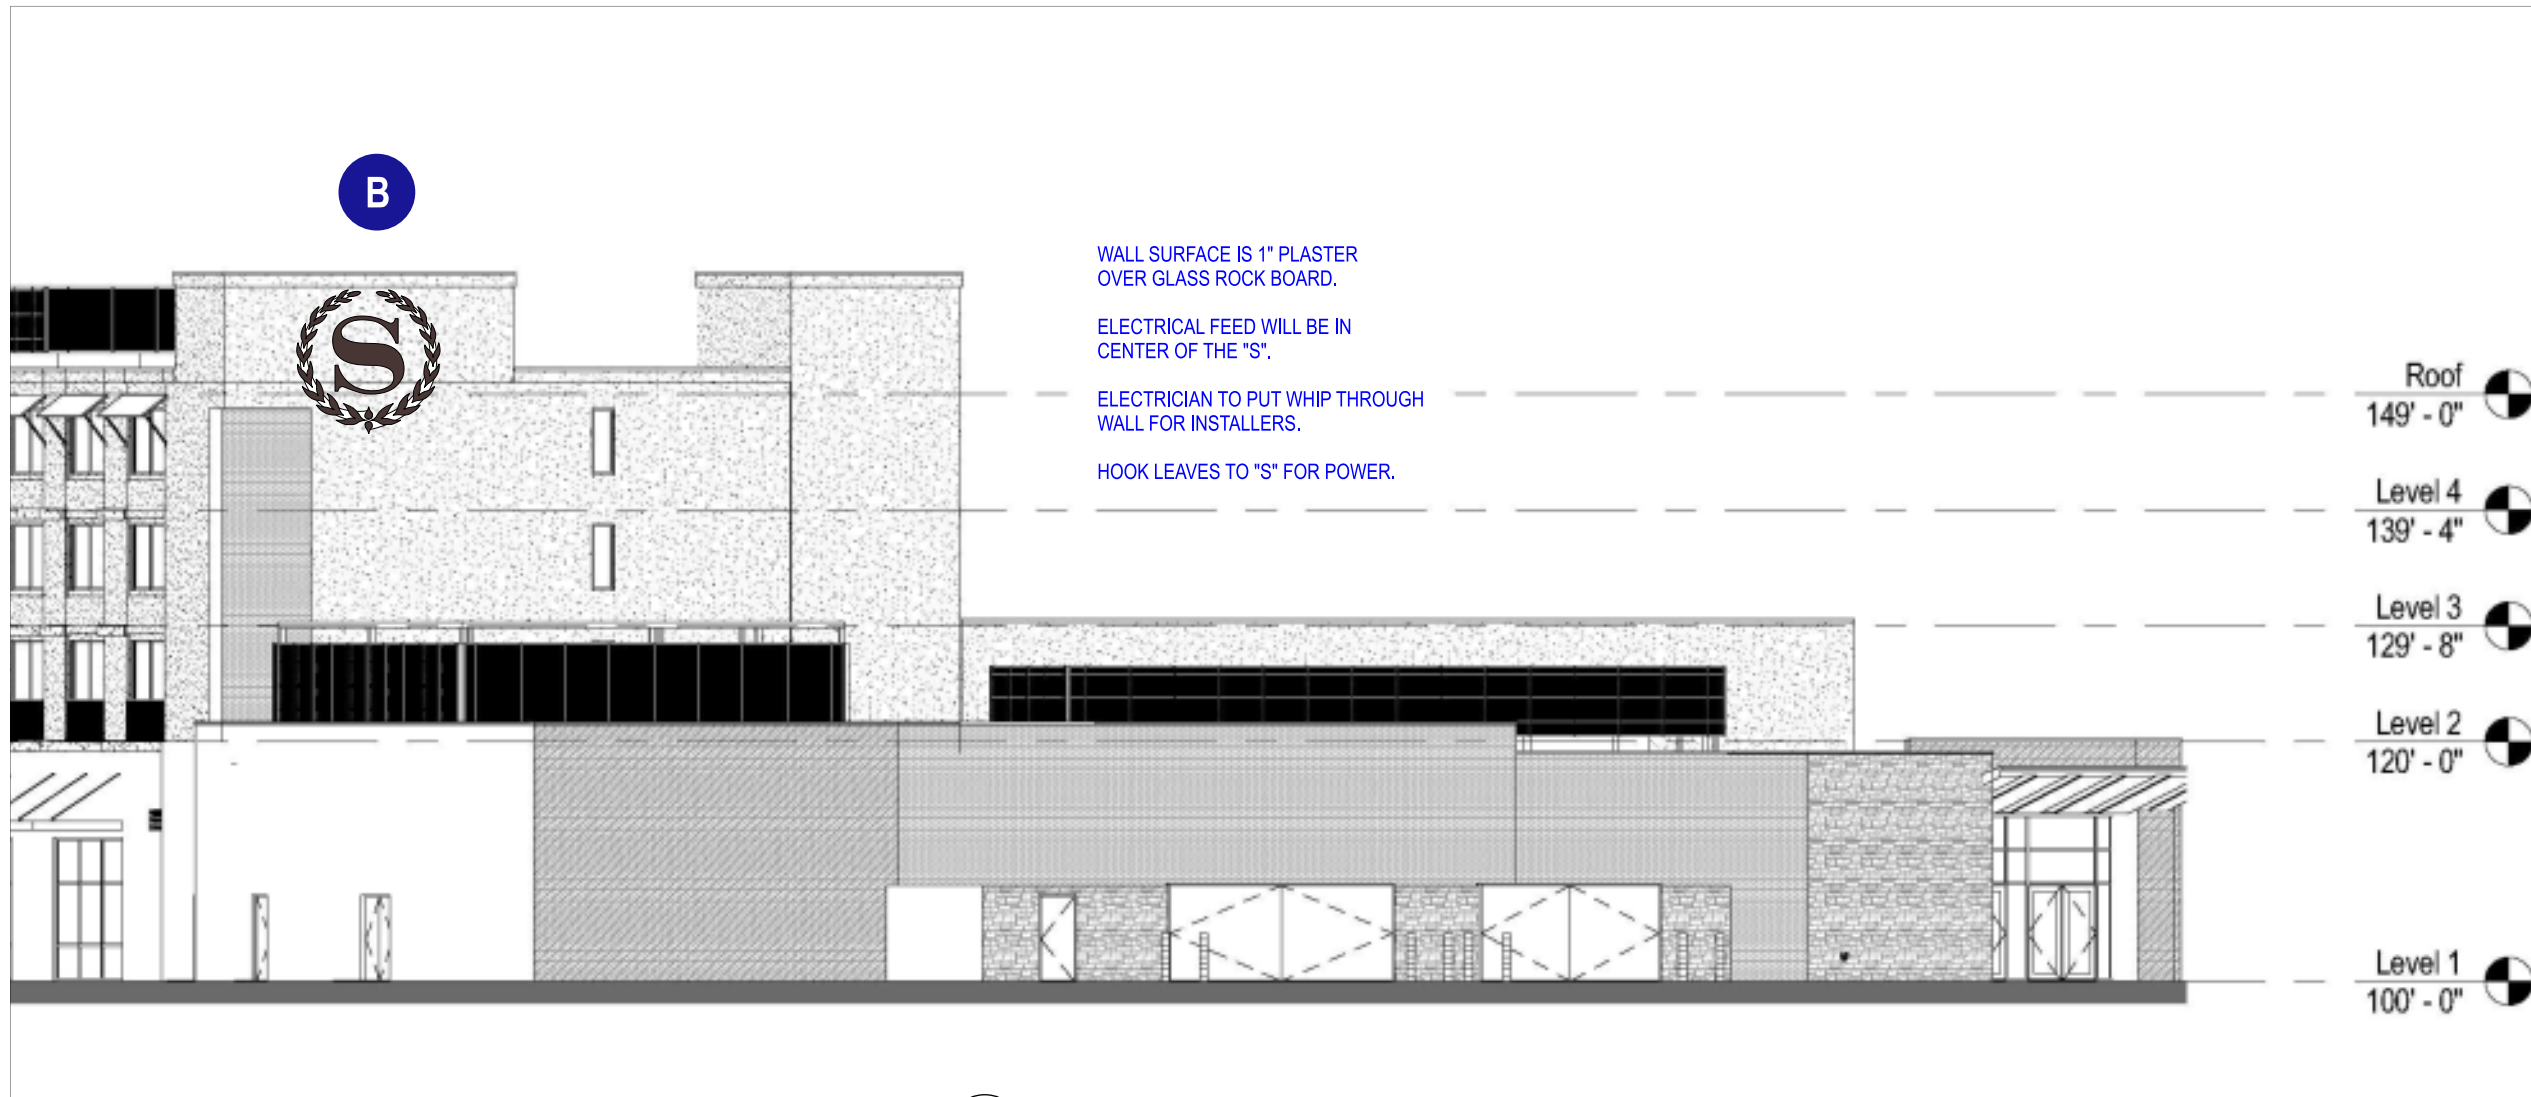 B
S
WALL SURFACE IS 1" PLASTER
OVER GLASS ROCK BOARD.
ELECTRICAL FEED WILL BE IN
CENTER OF THE "S".
ELECTRICIAN TO PUT WHIP THROUGH
WALL FOR INSTALLERS.
HOOK LEAVES TO "S" FOR POWER.
Roof
149' - 0"
Level 4
139' - 4"
Level 3
129' - 8"
Level 2
120' - 0"
Level 1
100' - 0"